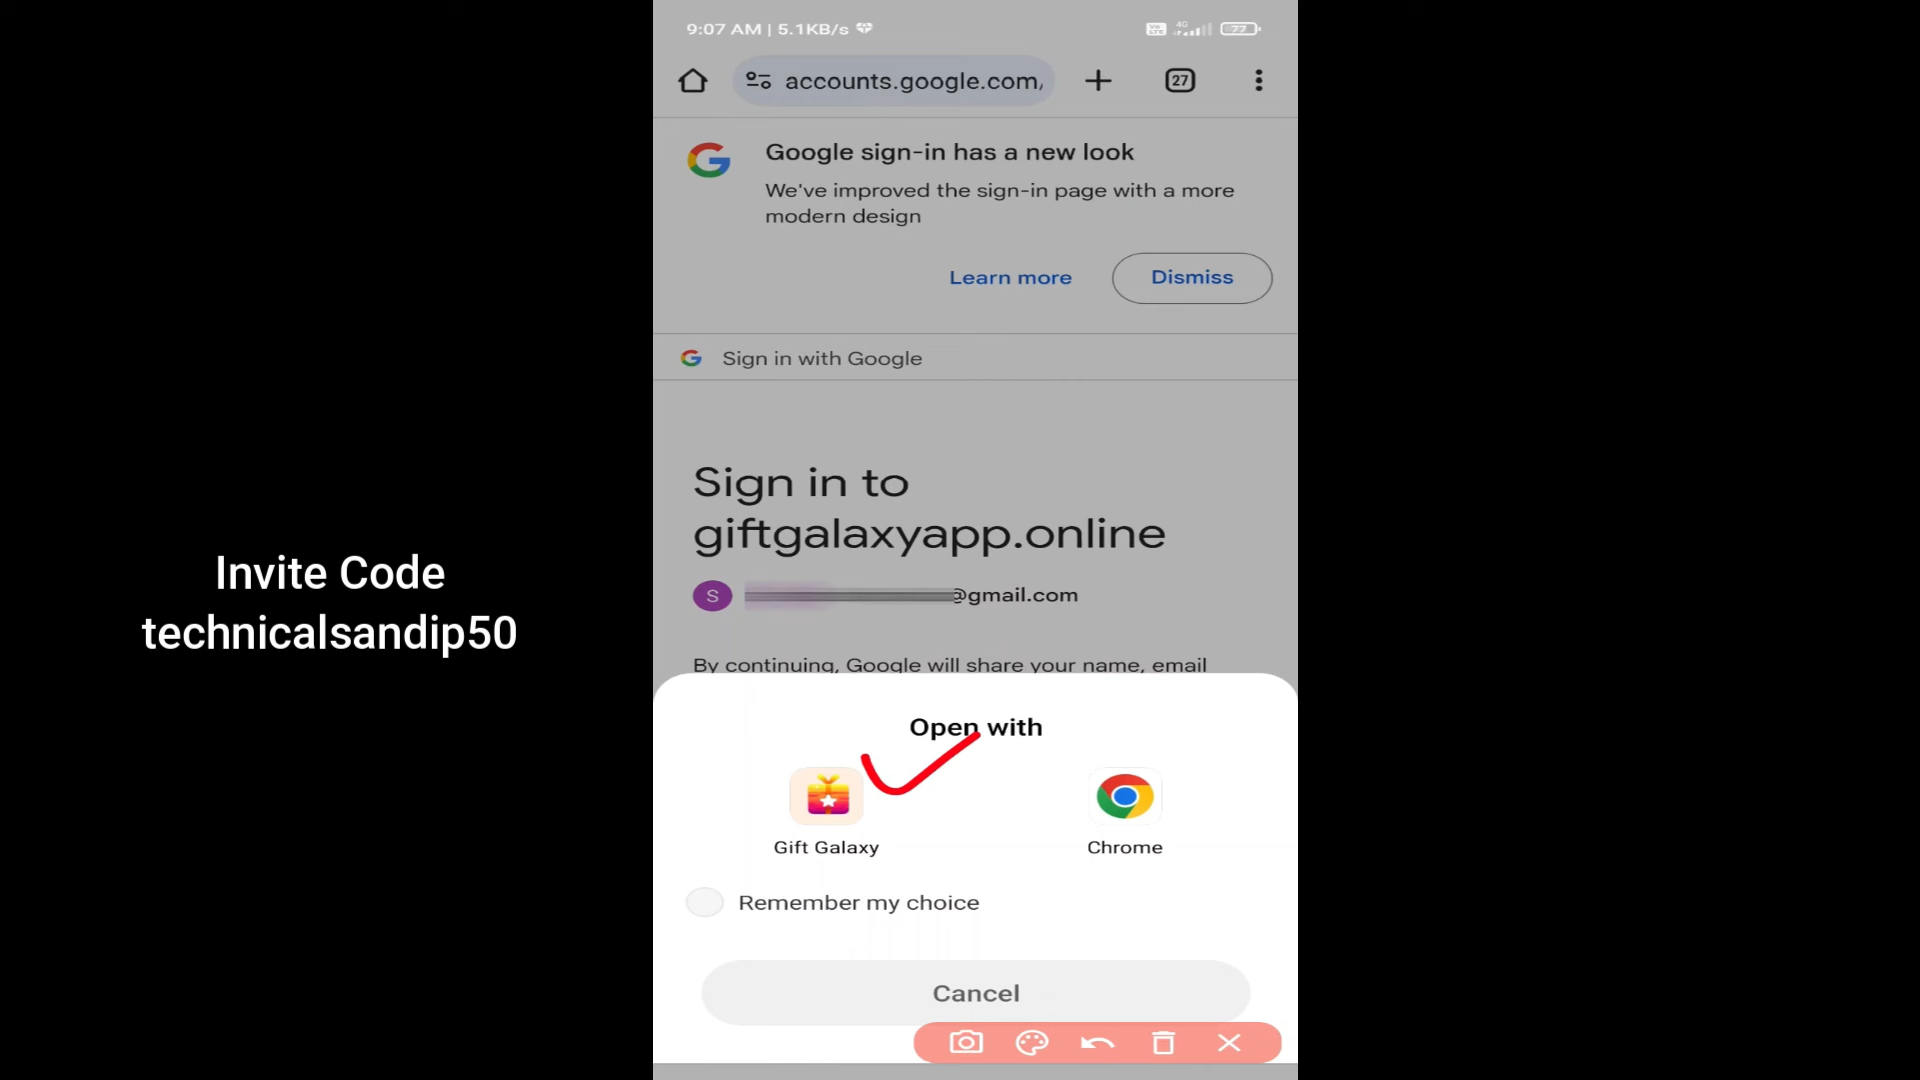 9:07 AM | 5.1KB/s
4G
77
accounts.google.com/
27
Google sign-in has a new look
We've improved the sign-in page with a more
modern design
Learn more
Dismiss
Sign in with Google
Sign in to
giftgalaxyapp.online
S
@gmail.com
By continuing, Google will share your name, email
Invite Code
technicalsandip50
Open with
Gift Galaxy
Chrome
Remember my choice
Cancel